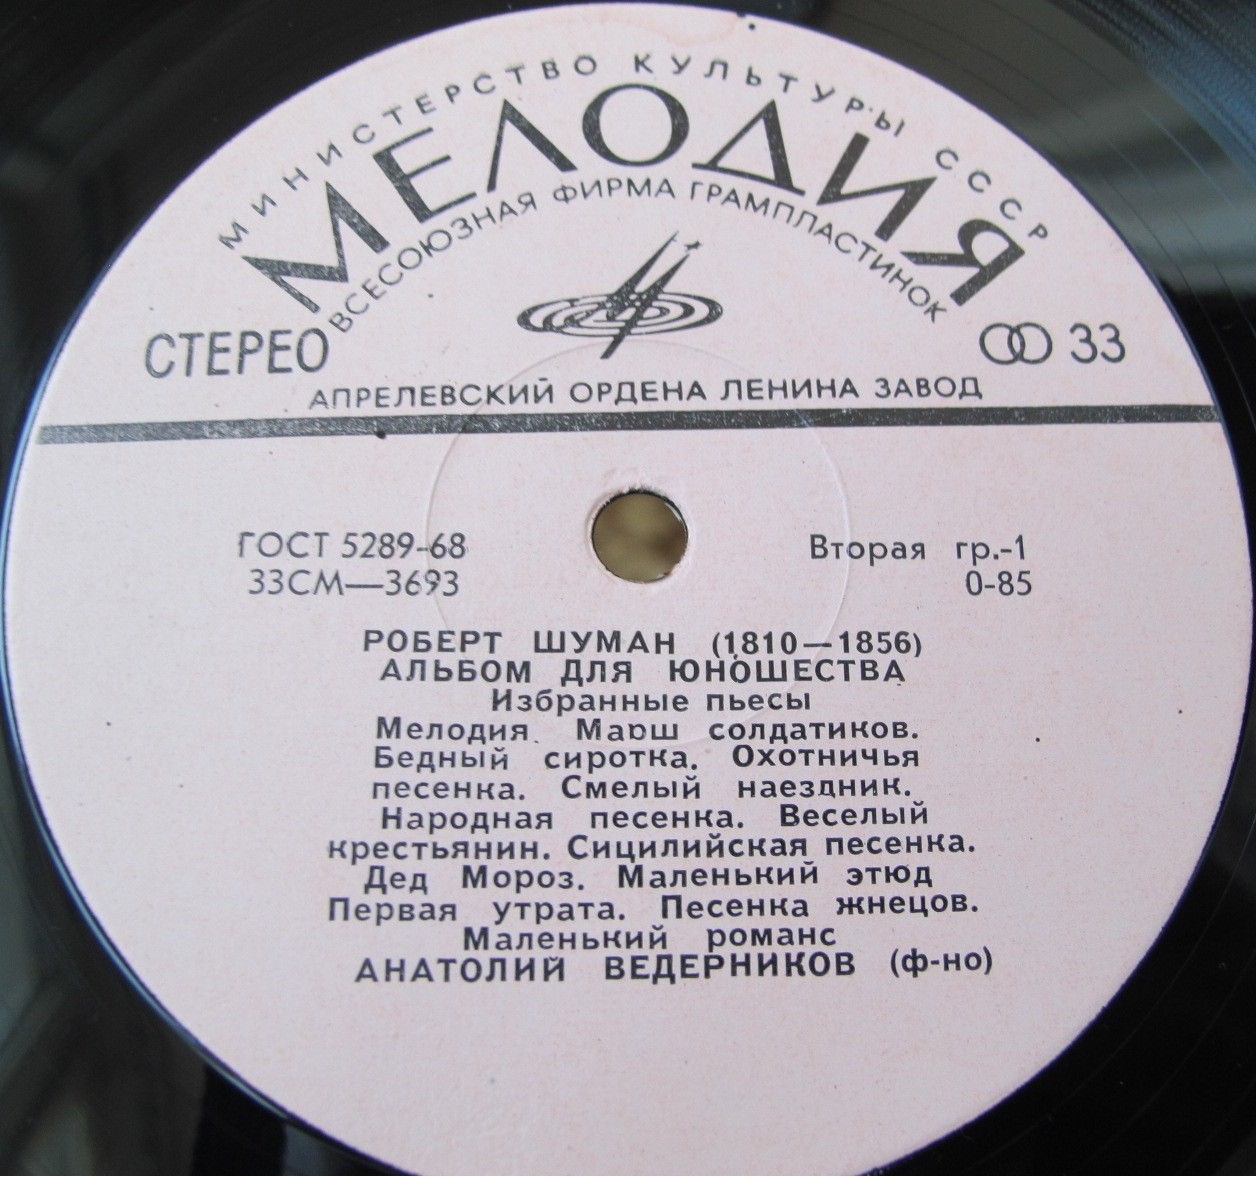 МИНИСТЕРСТВО КУЛЬТУРЫ СССР
МЕЛОДИЯ
ВСЕСОЮЗНАЯ ФИРМА ГРАМПЛАСТИНОК
СТЕРЕО
33
АПРЕЛЕВСКИЙ ОРДЕНА ЛЕНИНА ЗАВОД
ГОСТ 5289-68
33СМ—3693
Вторая гр.-1
0-85
РОБЕРТ ШУМАН (1810—1856)
АЛЬБОМ ДЛЯ ЮНОШЕСТВА
Избранные пьесы
Мелодия. Марш солдатиков.
Бедный сиротка. Охотничья
песенка. Смелый наездник.
Народная песенка. Веселый
крестьянин. Сицилийская песенка.
Дед Мороз. Маленький этюд
Первая утрата. Песенка жнецов.
Маленький романс
АНАТОЛИЙ ВЕДЕРНИКОВ (ф-но)